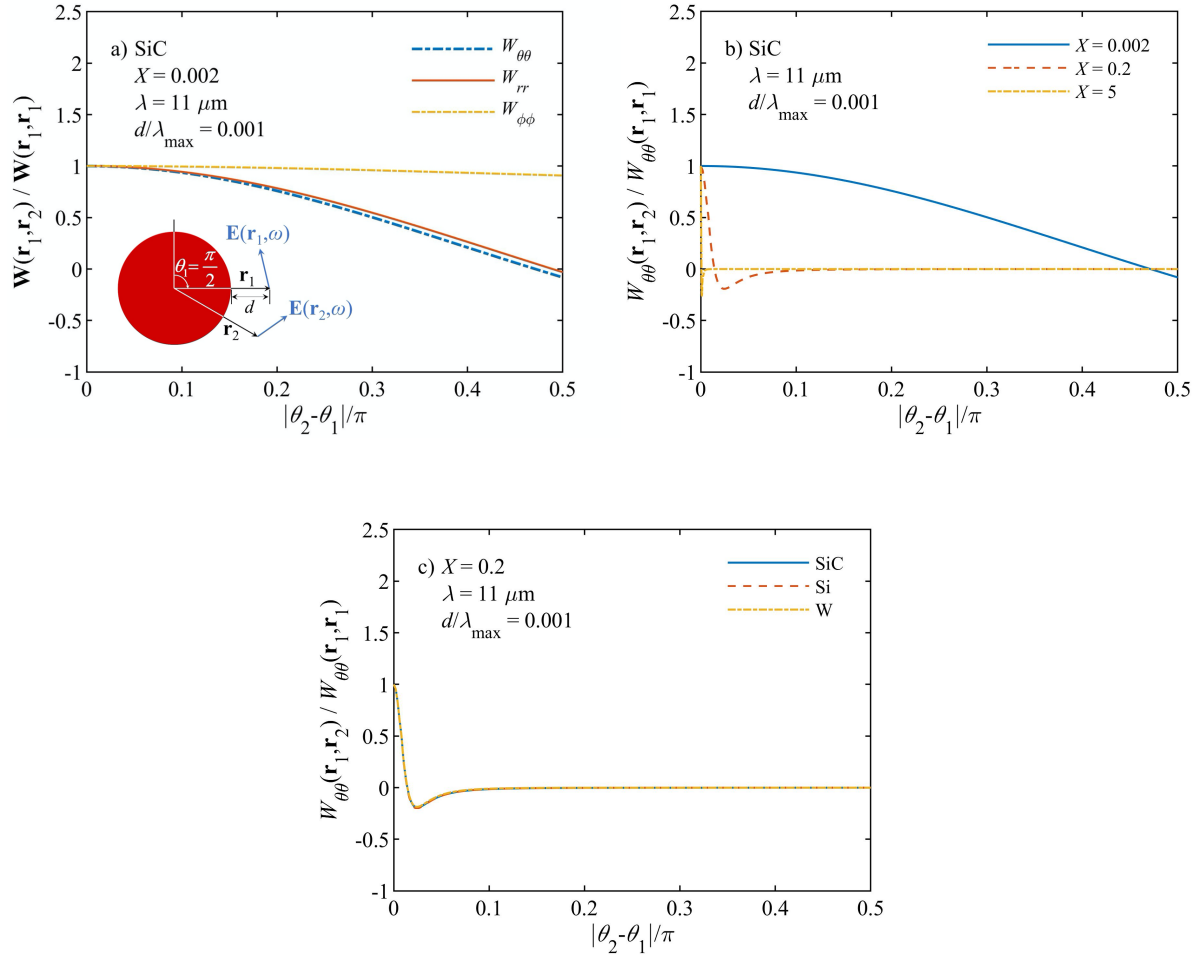 a) SiC
X = 0.002
λ = 11 μm
d/λmax = 0.001
Wθθ
Wrr
Wϕϕ
W(r1,r2) / W(r1,r1)
2.5
2
1.5
1
0.5
0
-0.5
-1
θ1 = π/2
r1
d
r2
E(r1,ω)
E(r2,ω)
0 0.1 0.2 0.3 0.4 0.5
|θ2-θ1|/π
b) SiC
λ = 11 μm
d/λmax = 0.001
X = 0.002
X = 0.2
X = 5
Wθθ(r1,r2) / Wθθ(r1,r1)
2.5
2
1.5
1
0.5
0
-0.5
-1
0 0.1 0.2 0.3 0.4 0.5
|θ2-θ1|/π
c) X = 0.2
λ = 11 μm
d/λmax = 0.001
SiC
Si
W
Wθθ(r1,r2) / Wθθ(r1,r1)
2.5
2
1.5
1
0.5
0
-0.5
-1
0 0.1 0.2 0.3 0.4 0.5
|θ2-θ1|/π